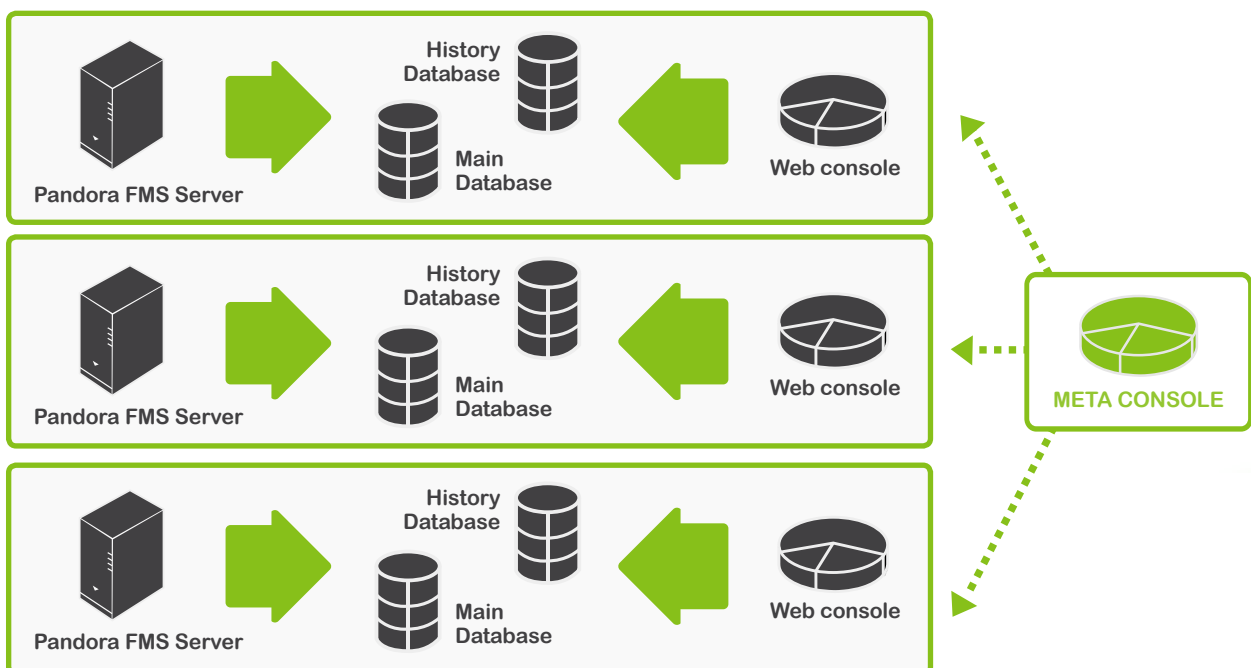 History
Database
Main
Database
Pandora FMS Server
Web console
History
Database
Main
Database
Pandora FMS Server
Web console
META CONSOLE
History
Database
Main
Database
Pandora FMS Server
Web console